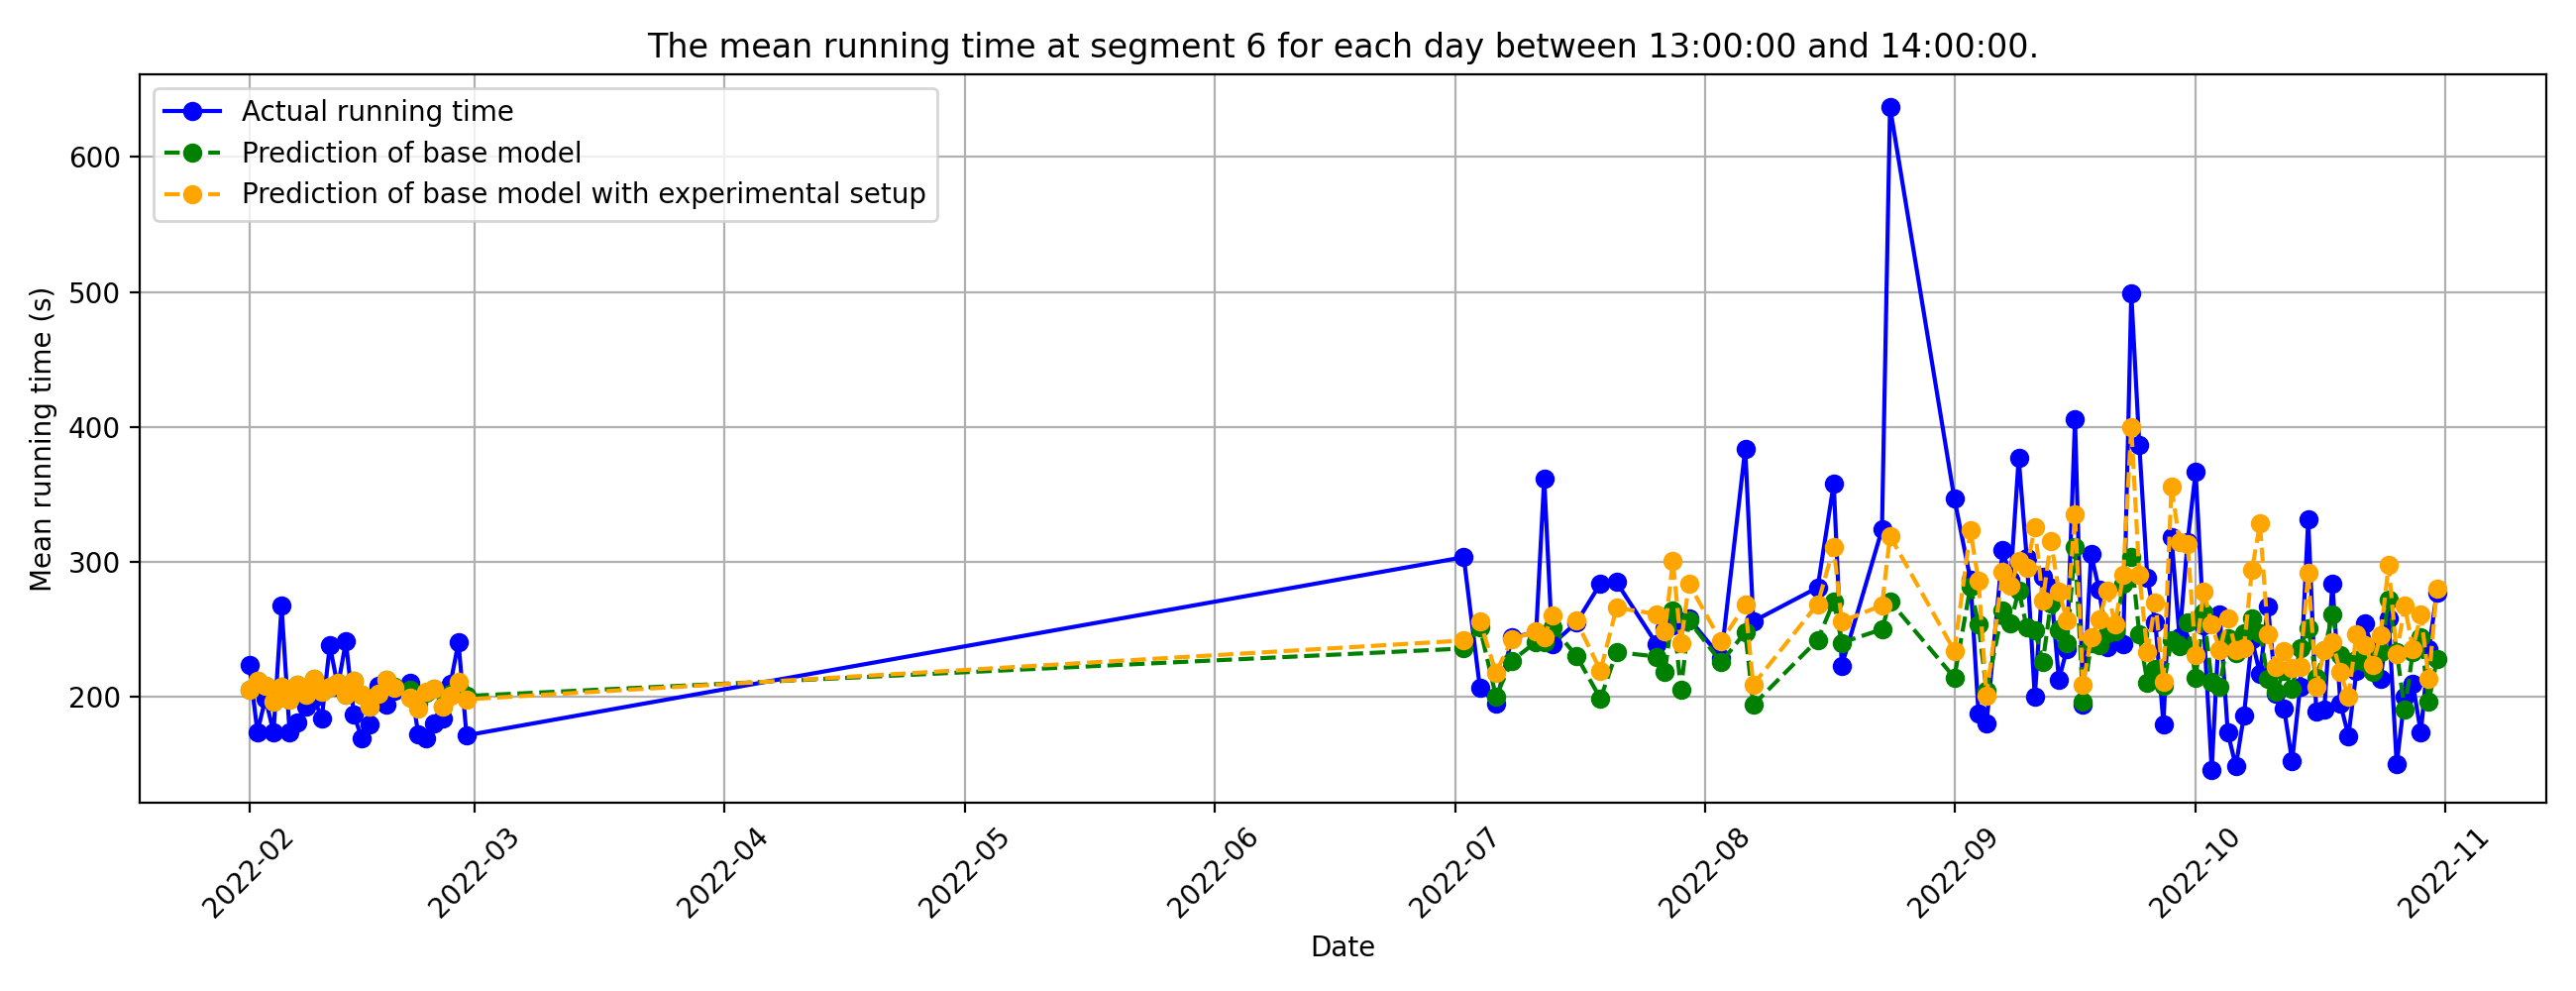 The mean running time at segment 6 for each day between 13:00:00 and 14:00:00.
Actual running time
Prediction of base model
Prediction of base model with experimental setup
Mean running time (s)
600
500
400
300
200
2022-02
2022-03
2022-04
2022-05
2022-06
2022-07
2022-08
2022-09
2022-10
2022-11
Date